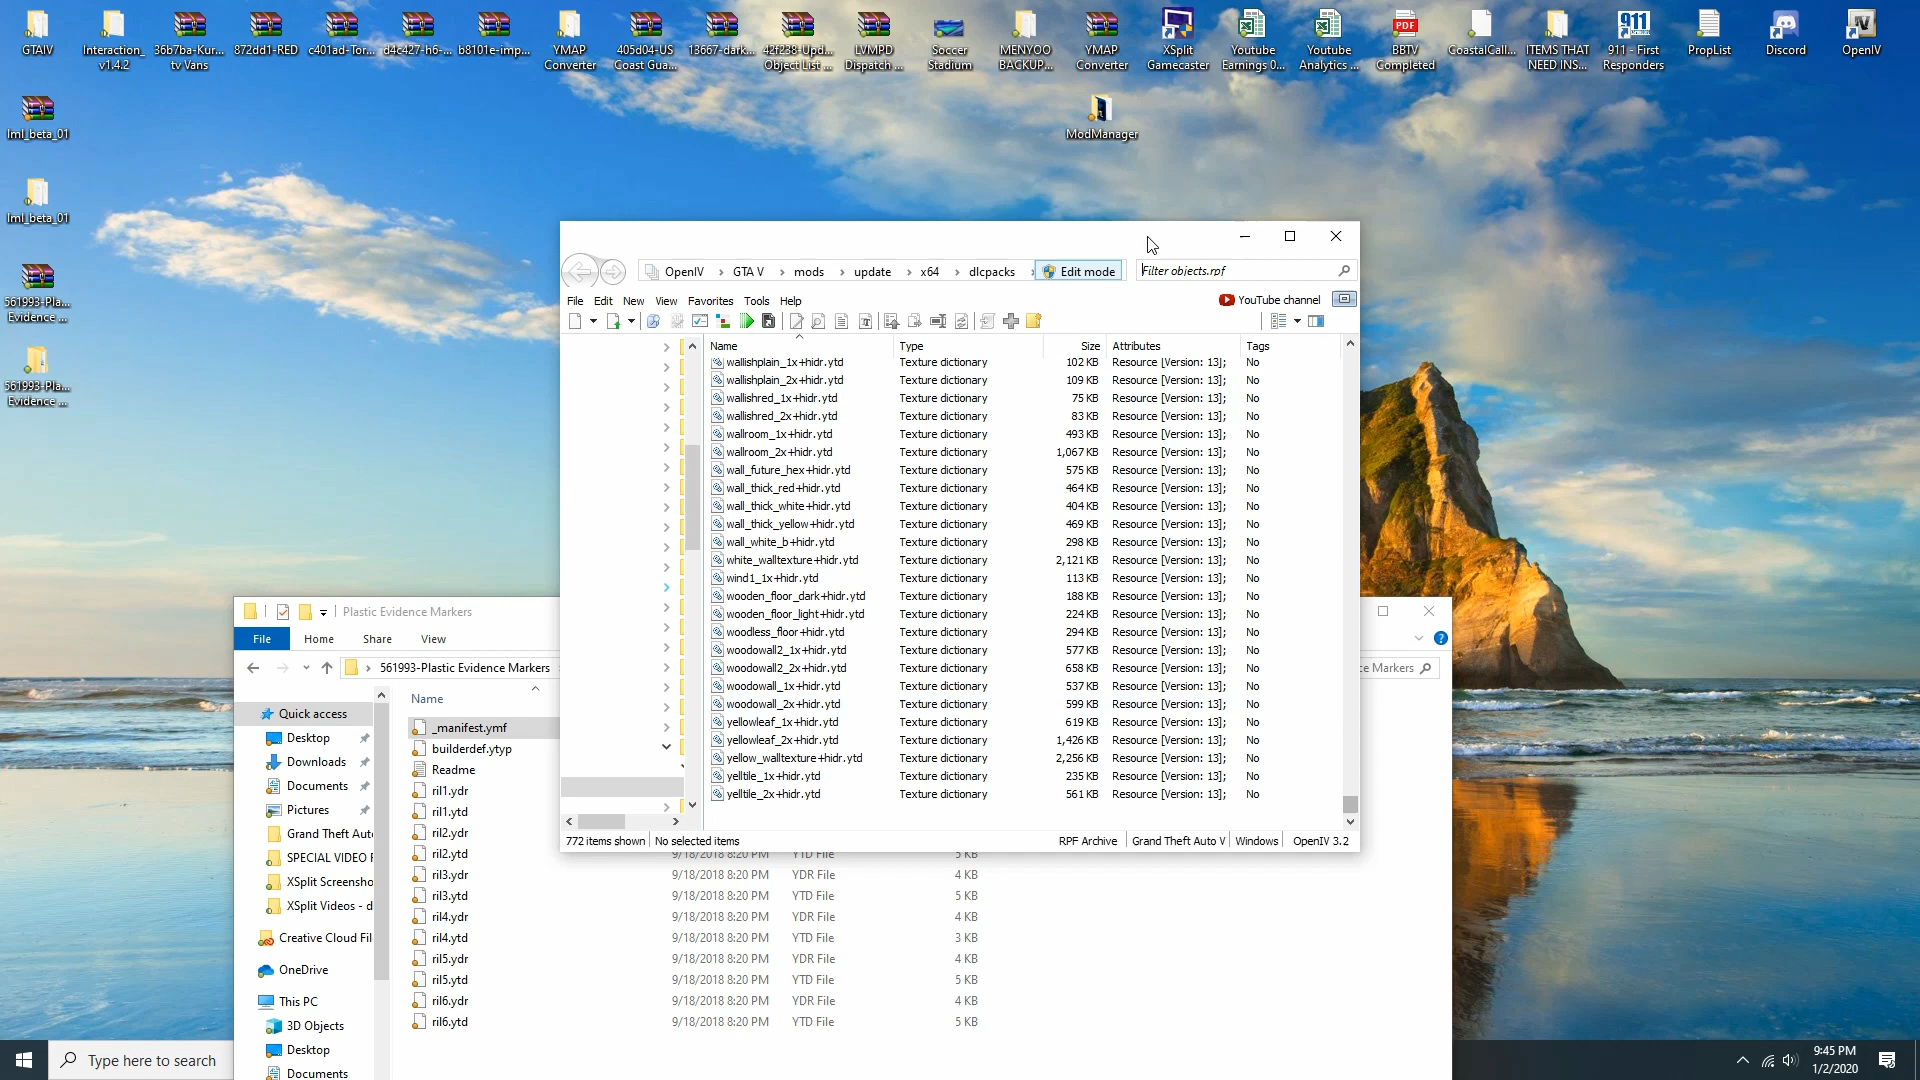 GTAIV
Interaction_
v1.4.2
36b7ba-Kur...
tv Vans
872dd1-RED
c401ad-Tor...
d4c427-h6-...
b8101e-imp...
YMAP
Converter
405d04-US
Coast Gua...
13667-dark...
42f238-Upd...
Object List ...
LVMPD
Dispatch ...
Soccer
Stadium
MENYOO
BACKUP...
YMAP
Converter
XSplit
Gamecaster
Youtube
Earnings 0...
Youtube
Analytics ...
PDF
BBTV
Completed
CoastalCall...
ITEMS THAT
NEED INS...
911
911 - First
Responders
PropList
Discord
OpenIV
lml_beta_01
ModManager
lml_beta_01
561993-Pla...
Evidence ...
561993-Pla...
Evidence ...
OpenIV
GTA V
mods
update
x64
dlcpacks
Edit mode
Filter objects.rpf
File Edit New View Favorites Tools Help
YouTube channel
Name Type Size Attributes Tags
wallishplain_1x+hidr.ytd Texture dictionary 102 KB Resource [Version: 13]; No
wallishplain_2x+hidr.ytd Texture dictionary 109 KB Resource [Version: 13]; No
wallishred_1x+hidr.ytd Texture dictionary 75 KB Resource [Version: 13]; No
wallishred_2x+hidr.ytd Texture dictionary 83 KB Resource [Version: 13]; No
wallroom_1x+hidr.ytd Texture dictionary 493 KB Resource [Version: 13]; No
wallroom_2x+hidr.ytd Texture dictionary 1,067 KB Resource [Version: 13]; No
wall_future_hex+hidr.ytd Texture dictionary 575 KB Resource [Version: 13]; No
wall_thick_red+hidr.ytd Texture dictionary 464 KB Resource [Version: 13]; No
wall_thick_white+hidr.ytd Texture dictionary 404 KB Resource [Version: 13]; No
wall_thick_yellow+hidr.ytd Texture dictionary 469 KB Resource [Version: 13]; No
wall_white_b+hidr.ytd Texture dictionary 298 KB Resource [Version: 13]; No
white_walltexture+hidr.ytd Texture dictionary 2,121 KB Resource [Version: 13]; No
wind1_1x+hidr.ytd Texture dictionary 113 KB Resource [Version: 13]; No
wooden_floor_dark+hidr.ytd Texture dictionary 188 KB Resource [Version: 13]; No
wooden_floor_light+hidr.ytd Texture dictionary 224 KB Resource [Version: 13]; No
woodless_floor+hidr.ytd Texture dictionary 294 KB Resource [Version: 13]; No
woodowall2_1x+hidr.ytd Texture dictionary 577 KB Resource [Version: 13]; No
woodowall2_2x+hidr.ytd Texture dictionary 658 KB Resource [Version: 13]; No
woodowall_1x+hidr.ytd Texture dictionary 537 KB Resource [Version: 13]; No
woodowall_2x+hidr.ytd Texture dictionary 599 KB Resource [Version: 13]; No
yellowleaf_1x+hidr.ytd Texture dictionary 619 KB Resource [Version: 13]; No
yellowleaf_2x+hidr.ytd Texture dictionary 1,426 KB Resource [Version: 13]; No
yellow_walltexture+hidr.ytd Texture dictionary 2,256 KB Resource [Version: 13]; No
yelltile_1x+hidr.ytd Texture dictionary 235 KB Resource [Version: 13]; No
yelltile_2x+hidr.ytd Texture dictionary 561 KB Resource [Version: 13]; No
772 items shown No selected items RPF Archive Grand Theft Auto V Windows OpenIV 3.2
Plastic Evidence Markers
File Home Share View
561993-Plastic Evidence Markers
ce Markers
Quick access
Desktop
Downloads
Documents
Pictures
Grand Theft Auto
SPECIAL VIDEO F
XSplit Screensho
XSplit Videos - d
Creative Cloud Fil
OneDrive
This PC
3D Objects
Desktop
Documents
Name
_manifest.ymf
builderdef.ytyp
Readme
ril1.ydr
ril1.ytd
ril2.ydr
ril2.ytd 9/18/2018 8:20 PM YTD File 5 KB
ril3.ydr 9/18/2018 8:20 PM YDR File 4 KB
ril3.ytd 9/18/2018 8:20 PM YTD File 5 KB
ril4.ydr 9/18/2018 8:20 PM YDR File 4 KB
ril4.ytd 9/18/2018 8:20 PM YTD File 3 KB
ril5.ydr 9/18/2018 8:20 PM YDR File 4 KB
ril5.ytd 9/18/2018 8:20 PM YTD File 5 KB
ril6.ydr 9/18/2018 8:20 PM YDR File 4 KB
ril6.ytd 9/18/2018 8:20 PM YTD File 5 KB
Type here to search
9:45 PM
1/2/2020